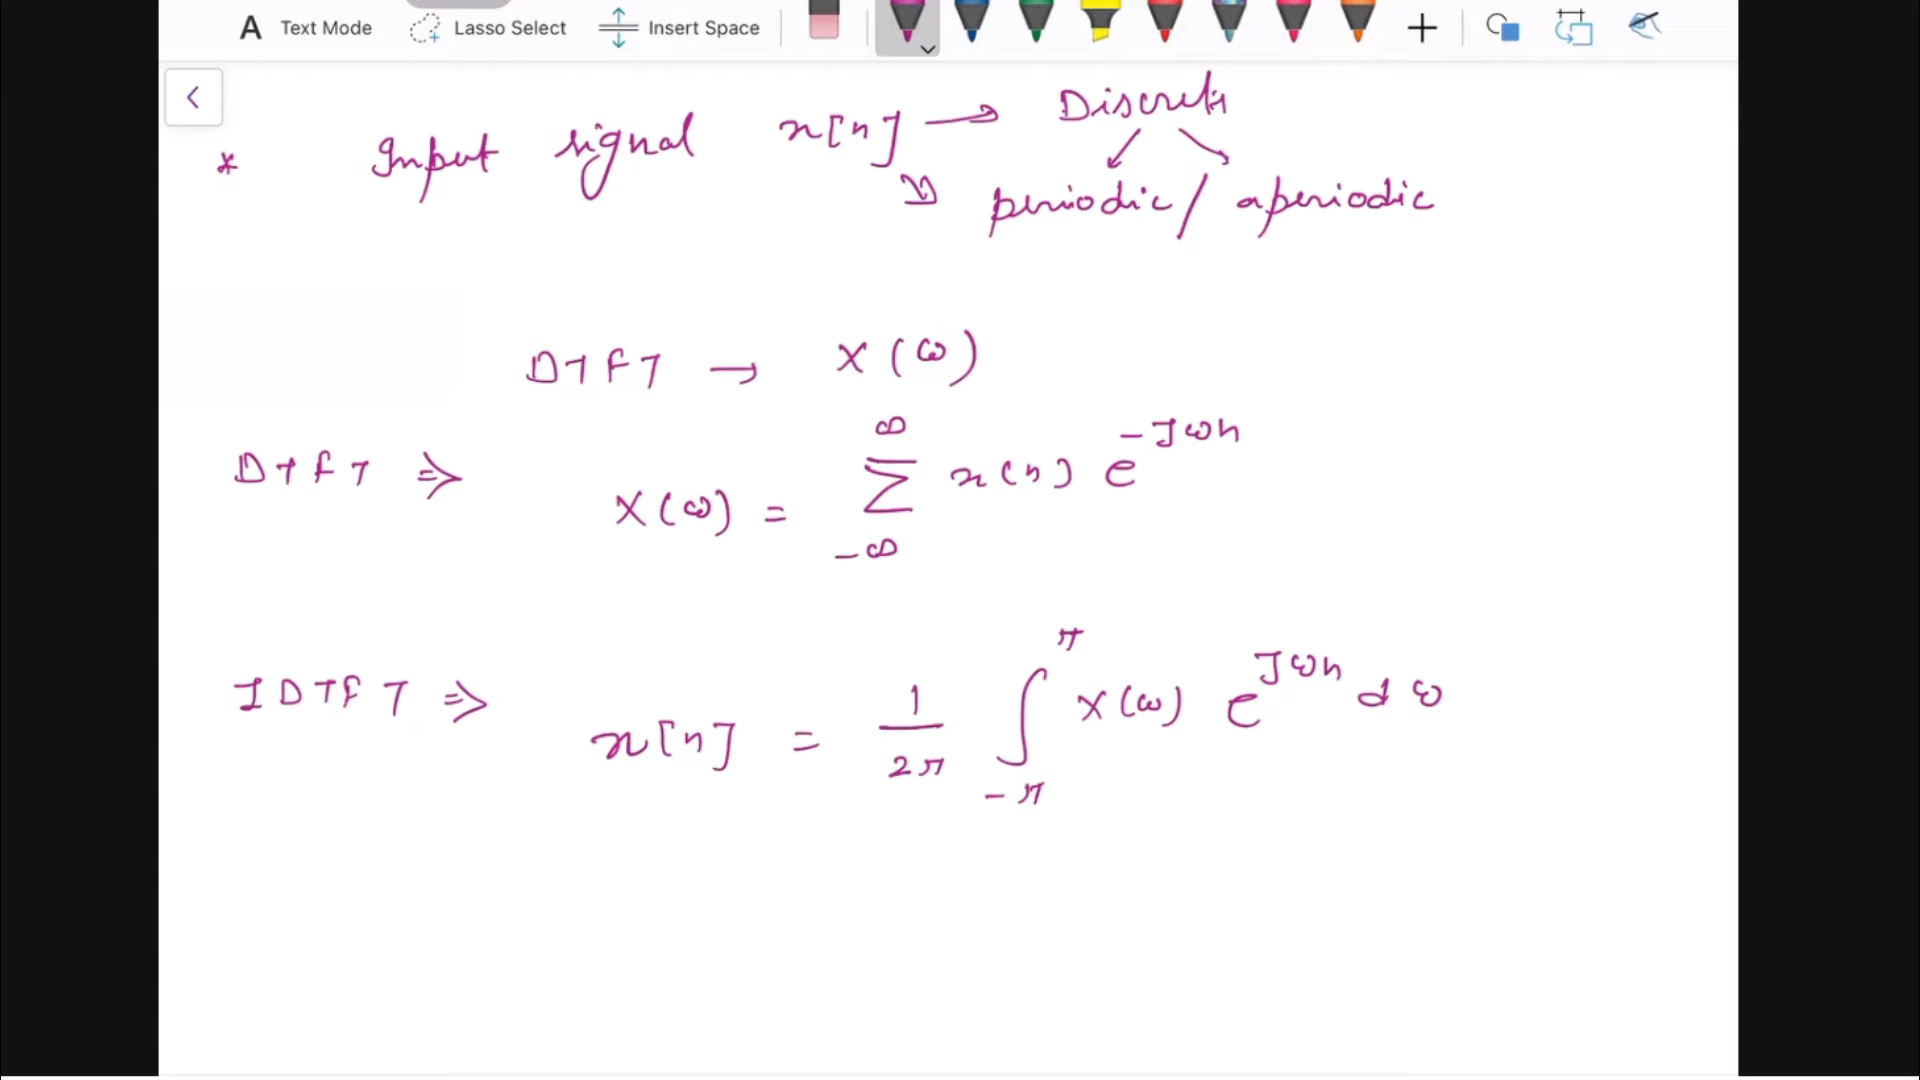 A Text Mode Lasso Select Insert Space
* Input signal x[n] → Discrete
periodic / aperiodic
DTFT → X(ω)
DTFT ⇒ X(ω) = ∞ Σ -∞ x(n) e^-Jωn
IDTFT ⇒ x[n] = 1/2π ∫ π -π X(ω) e^Jωn dω